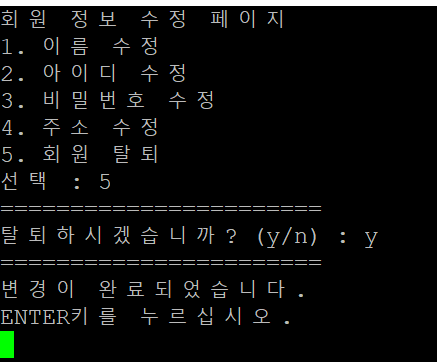 회원 정보 수정 페이지
1. 이름 수정
2. 아이디 수정
3. 비밀번호 수정
4. 주소 수정
5. 회원 탈퇴
선택 : 5
=======================
탈퇴하시겠습니까? (y/n) : y
=======================
변경이 완료되었습니다.
ENTER키를 누르십시오.